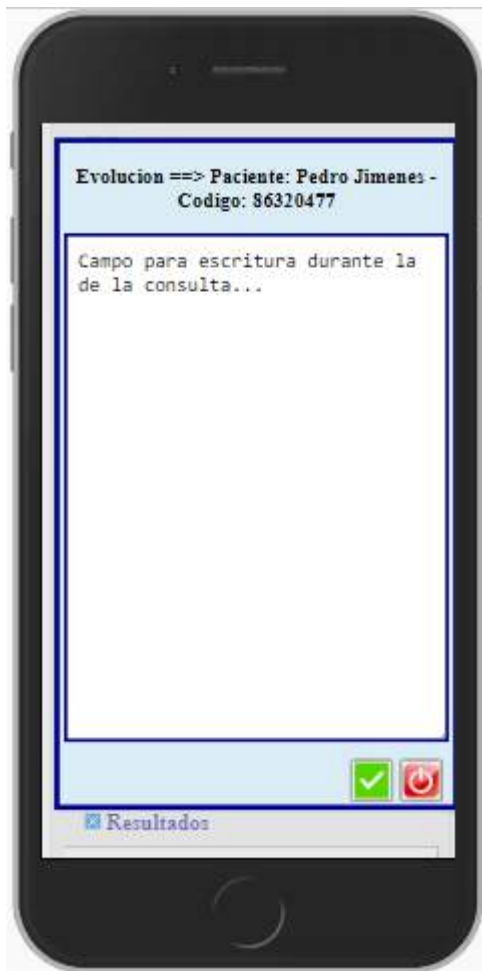 Evolucion ==> Paciente: Pedro Jimenes -
Codigo: 86320477
Campo para escritura durante la
de la consulta...
Resultados